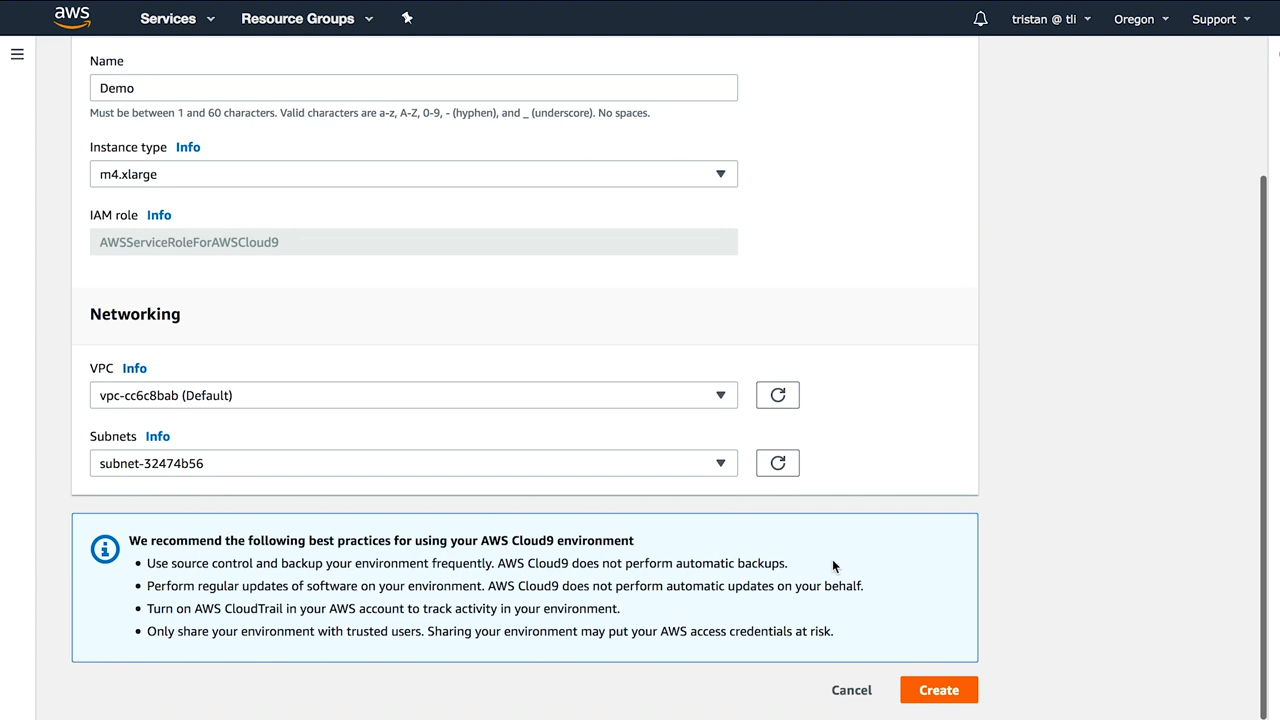 aws Services Resource Groups tristan @ tli Oregon Support
Name
Demo
Must be between 1 and 60 characters. Valid characters are a-z, A-Z, 0-9, - (hyphen), and _ (underscore). No spaces.
Instance type Info
m4.xlarge
IAM role Info
AWSServiceRoleForAWSCloud9
Networking
VPC Info
vpc-cc6c8bab (Default)
Subnets Info
subnet-32474b56
We recommend the following best practices for using your AWS Cloud9 environment
• Use source control and backup your environment frequently. AWS Cloud9 does not perform automatic backups.
• Perform regular updates of software on your environment. AWS Cloud9 does not perform automatic updates on your behalf.
• Turn on AWS CloudTrail in your AWS account to track activity in your environment.
• Only share your environment with trusted users. Sharing your environment may put your AWS access credentials at risk.
Cancel Create